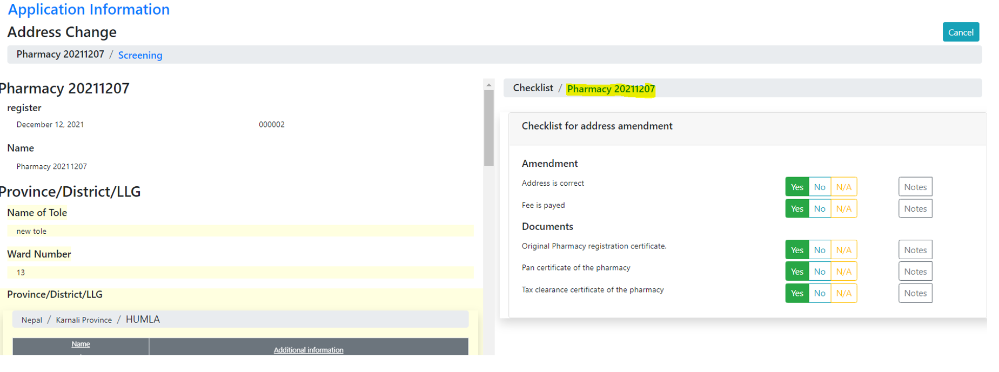 Application Information
Address Change
Cancel
Pharmacy 20211207 / Screening
Pharmacy 20211207
register
December 12, 2021 000002
Name
Pharmacy 20211207
Province/District/LLG
Name of Tole
new tole
Ward Number
13
Province/District/LLG
Nepal / Karnali Province / HUMLA
Name Additional information
Checklist / Pharmacy 20211207
Checklist for address amendment
Amendment
Address is correct Yes No N/A Notes
Fee is payed Yes No N/A Notes
Documents
Original Pharmacy registration certificate. Yes No N/A Notes
Pan certificate of the pharmacy Yes No N/A Notes
Tax clearance certificate of the pharmacy Yes No N/A Notes